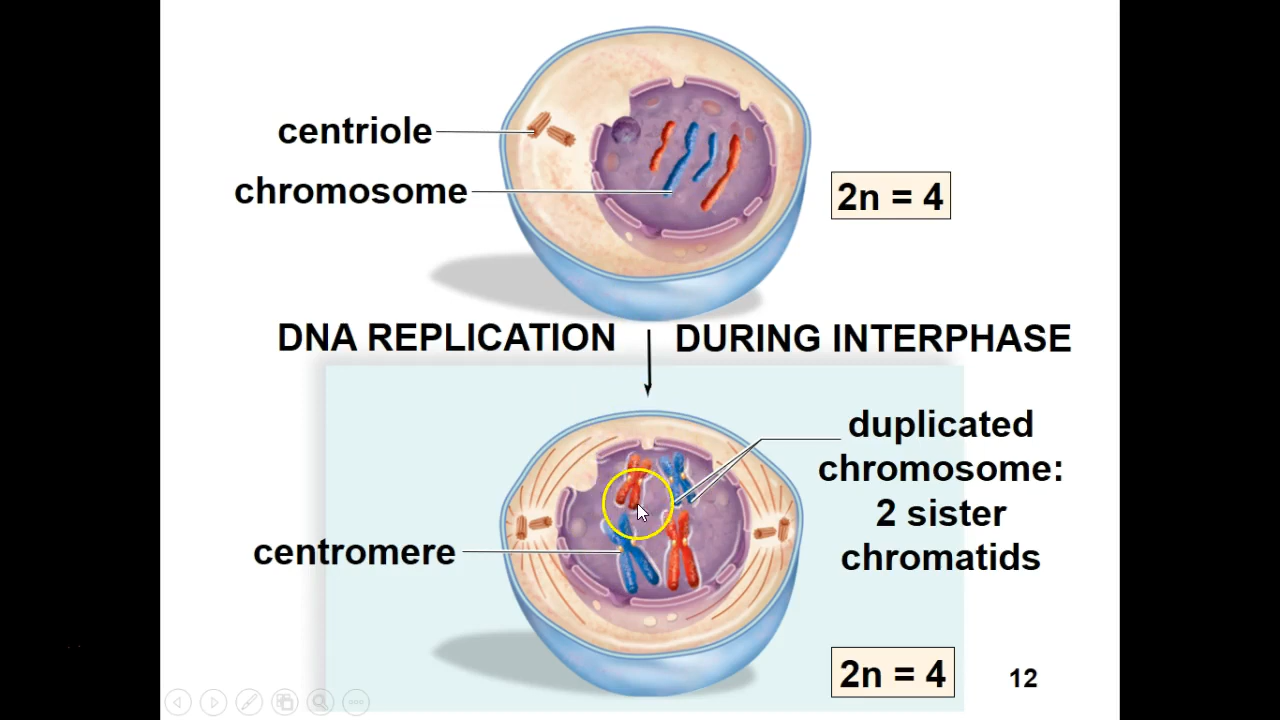 centriole
chromosome
2n = 4
DNA REPLICATION DURING INTERPHASE
duplicated
chromosome:
2 sister
chromatids
centromere
2n = 4
12